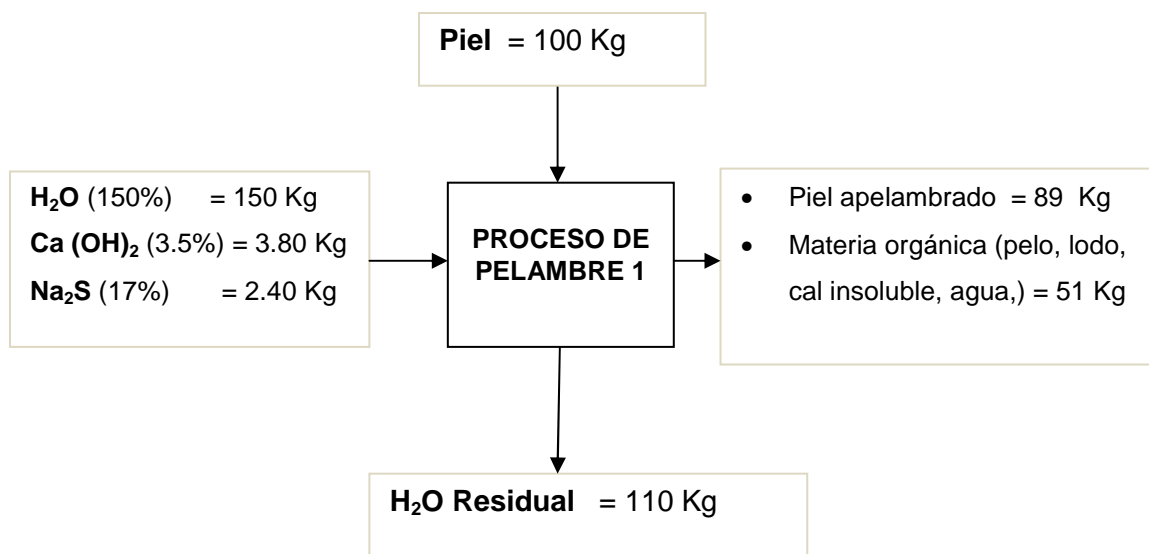 Piel = 100 Kg
H₂O (150%) = 150 Kg
Ca (OH)₂ (3.5%) = 3.80 Kg
Na₂S (17%) = 2.40 Kg
PROCESO DE
PELAMBRE 1
• Piel apelambrado = 89 Kg
• Materia orgánica (pelo, lodo,
cal insoluble, agua,) = 51 Kg
H₂O Residual = 110 Kg